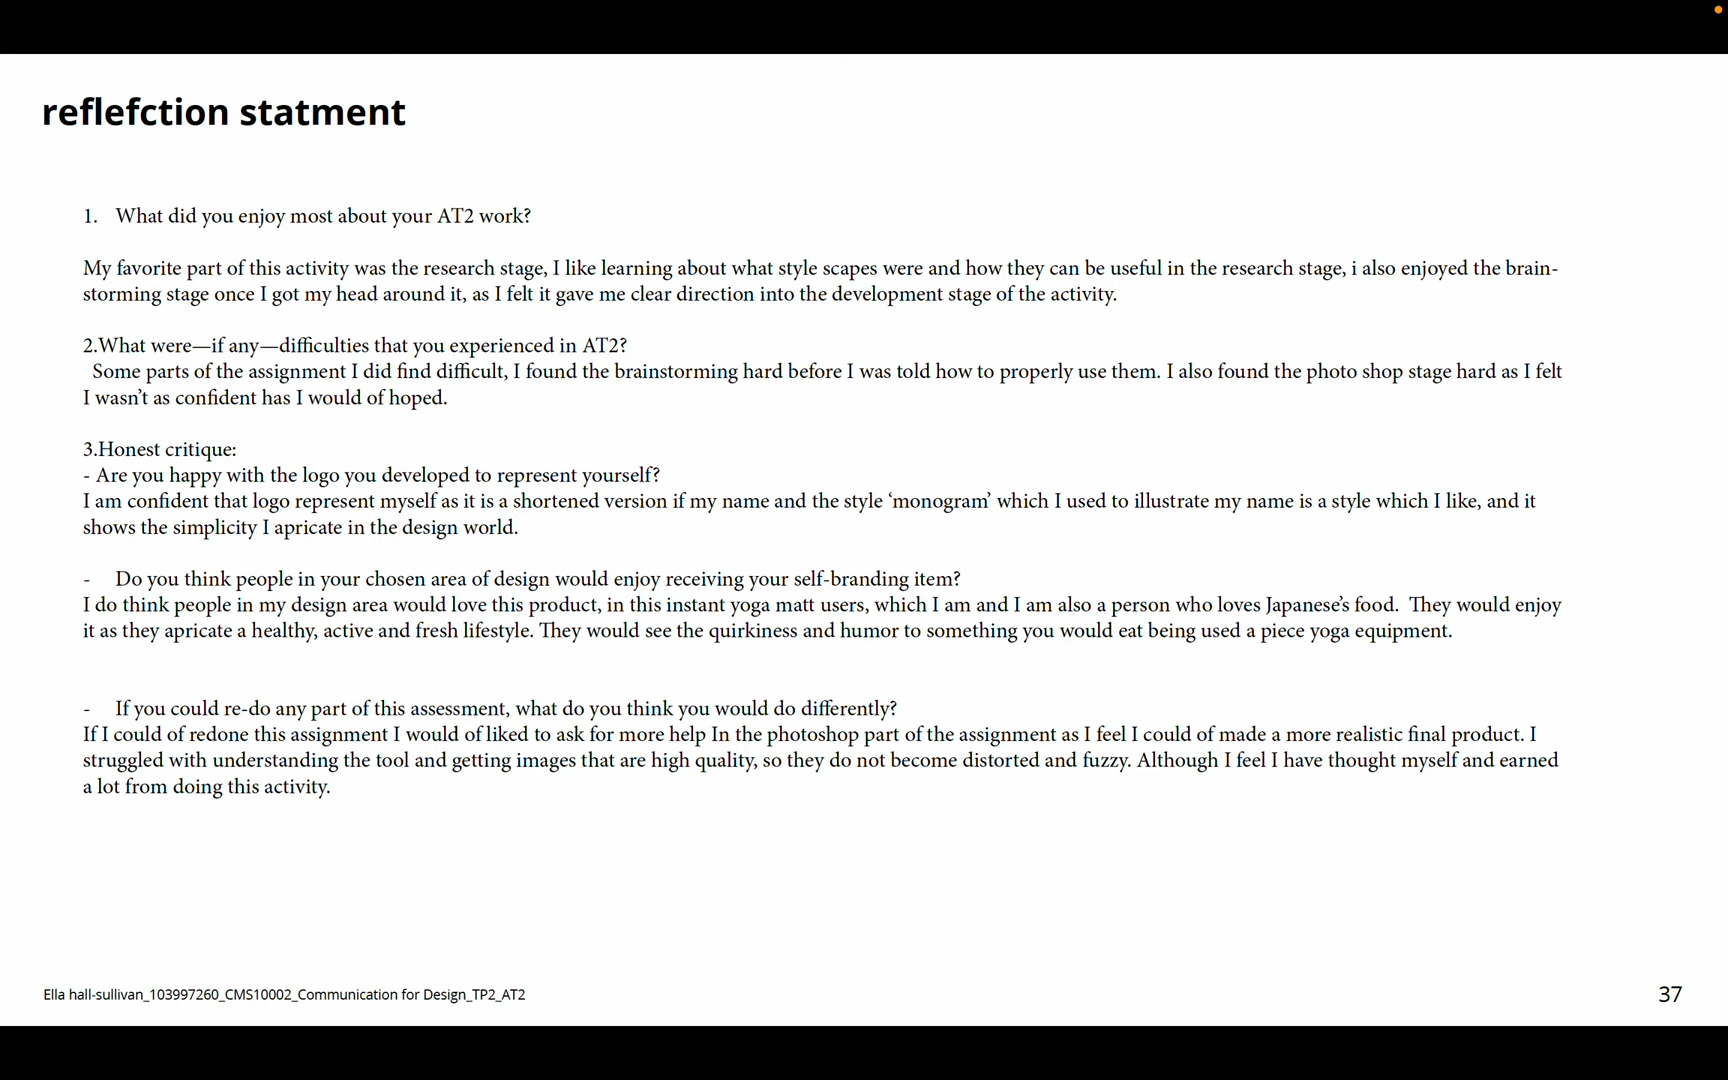 reflefction statment
1. What did you enjoy most about your AT2 work?
My favorite part of this activity was the research stage, I like learning about what style scapes were and how they can be useful in the research stage, i also enjoyed the brain-
storming stage once I got my head around it, as I felt it gave me clear direction into the development stage of the activity.
2.What were—if any—difficulties that you experienced in AT2?
Some parts of the assignment I did find difficult, I found the brainstorming hard before I was told how to properly use them. I also found the photo shop stage hard as I felt
I wasn’t as confident has I would of hoped.
3.Honest critique:
- Are you happy with the logo you developed to represent yourself?
I am confident that logo represent myself as it is a shortened version if my name and the style ‘monogram’ which I used to illustrate my name is a style which I like, and it
shows the simplicity I apricate in the design world.
- Do you think people in your chosen area of design would enjoy receiving your self-branding item?
I do think people in my design area would love this product, in this instant yoga matt users, which I am and I am also a person who loves Japanese’s food. They would enjoy
it as they apricate a healthy, active and fresh lifestyle. They would see the quirkiness and humor to something you would eat being used a piece yoga equipment.
- If you could re-do any part of this assessment, what do you think you would do differently?
If I could of redone this assignment I would of liked to ask for more help In the photoshop part of the assignment as I feel I could of made a more realistic final product. I
struggled with understanding the tool and getting images that are high quality, so they do not become distorted and fuzzy. Although I feel I have thought myself and earned
a lot from doing this activity.
Ella hall-sullivan_103997260_CMS10002_Communication for Design_TP2_AT2
37